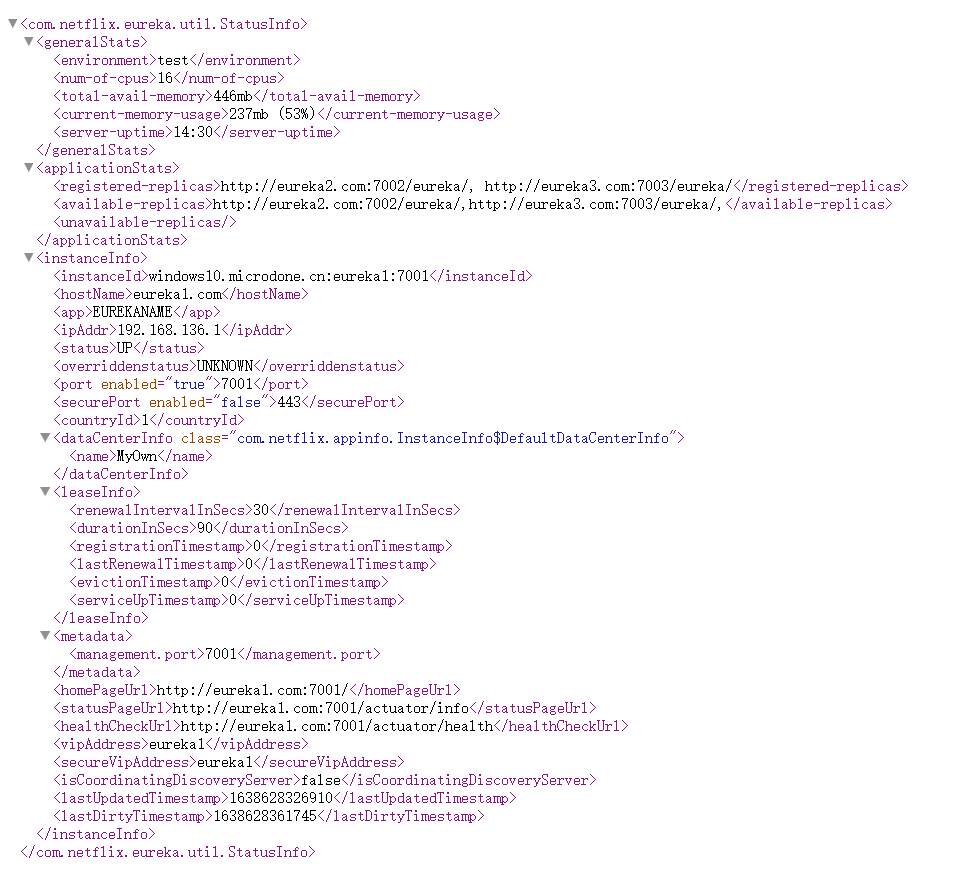 <com.netflix.eureka.util.StatusInfo>
<generalStats>
<environment>test</environment>
<num-of-cpus>16</num-of-cpus>
<total-avail-memory>446mb</total-avail-memory>
<current-memory-usage>237mb (53%)</current-memory-usage>
<server-uptime>14:30</server-uptime>
</generalStats>
<applicationStats>
<registered-replicas>http://eureka2.com:7002/eureka/, http://eureka3.com:7003/eureka/</registered-replicas>
<available-replicas>http://eureka2.com:7002/eureka/,http://eureka3.com:7003/eureka/,</available-replicas>
<unavailable-replicas/>
</applicationStats>
<instanceInfo>
<instanceId>windows10.microdone.cn:eureka1:7001</instanceId>
<hostName>eureka1.com</hostName>
<app>EUREKANAME</app>
<ipAddr>192.168.136.1</ipAddr>
<status>UP</status>
<overriddenstatus>UNKNOWN</overriddenstatus>
<port enabled="true">7001</port>
<securePort enabled="false">443</securePort>
<countryId>1</countryId>
<dataCenterInfo class="com.netflix.appinfo.InstanceInfo$DefaultDataCenterInfo">
<name>MyOwn</name>
</dataCenterInfo>
<leaseInfo>
<renewalIntervalInSecs>30</renewalIntervalInSecs>
<durationInSecs>90</durationInSecs>
<registrationTimestamp>0</registrationTimestamp>
<lastRenewalTimestamp>0</lastRenewalTimestamp>
<evictionTimestamp>0</evictionTimestamp>
<serviceUpTimestamp>0</serviceUpTimestamp>
</leaseInfo>
<metadata>
<management.port>7001</management.port>
</metadata>
<homePageUrl>http://eureka1.com:7001/</homePageUrl>
<statusPageUrl>http://eureka1.com:7001/actuator/info</statusPageUrl>
<healthCheckUrl>http://eureka1.com:7001/actuator/health</healthCheckUrl>
<vipAddress>eureka1</vipAddress>
<secureVipAddress>eureka1</secureVipAddress>
<isCoordinatingDiscoveryServer>false</isCoordinatingDiscoveryServer>
<lastUpdatedTimestamp>1638628326910</lastUpdatedTimestamp>
<lastDirtyTimestamp>1638628361745</lastDirtyTimestamp>
</instanceInfo>
</com.netflix.eureka.util.StatusInfo>